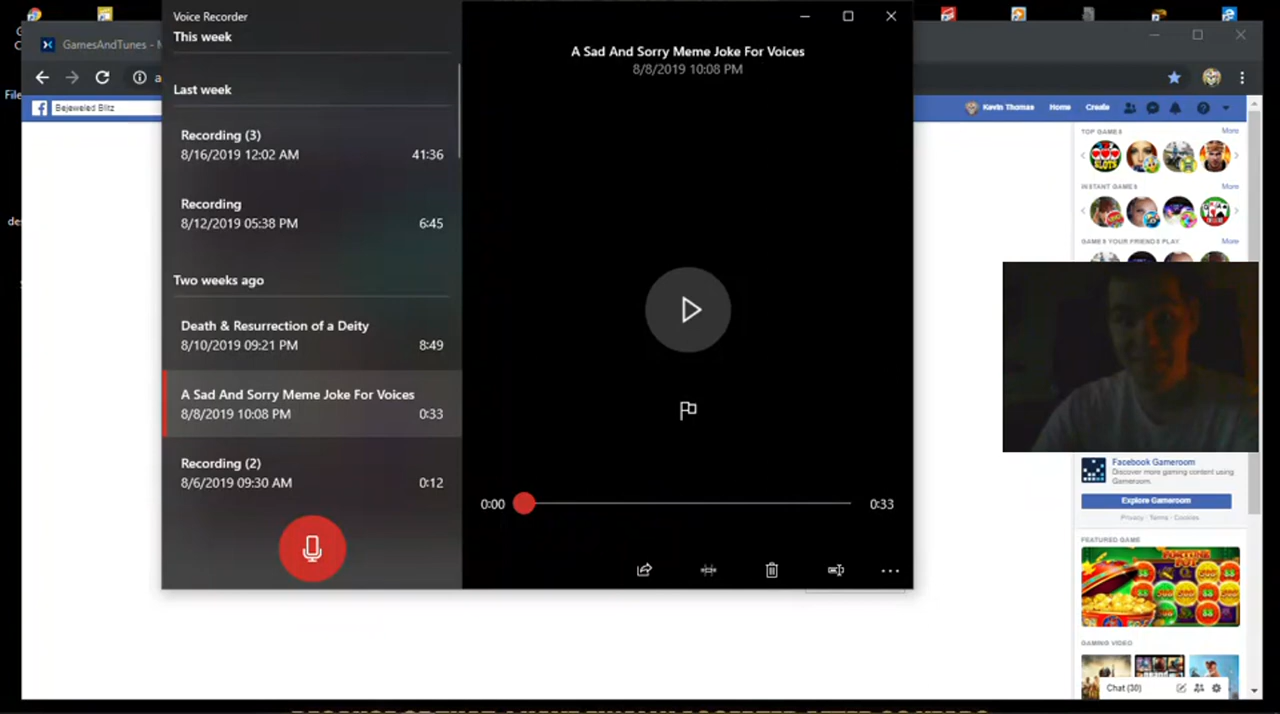 Voice Recorder
This week
Last week
Recording (3)
8/16/2019 12:02 AM 41:36
Recording
8/12/2019 05:38 PM 6:45
Two weeks ago
Death & Resurrection of a Deity
8/10/2019 09:21 PM 8:49
A Sad And Sorry Meme Joke For Voices
8/8/2019 10:08 PM 0:33
Recording (2)
8/6/2019 09:30 AM 0:12
A Sad And Sorry Meme Joke For Voices
8/8/2019 10:08 PM
0:00 0:33
GamesAndTunes -
File
Bejeweled Blitz
Kevin Thomas Home Create
TOP GAMES More
SLOTS
INSTANT GAMES More
GAMES YOUR FRIENDS PLAY More
Facebook Gameroom
Discover more gaming content using
Gameroom.
Explore Gameroom
Privacy · Terms · Cookies
FEATURED GAME
88
GAMING VIDEO
Chat (30)